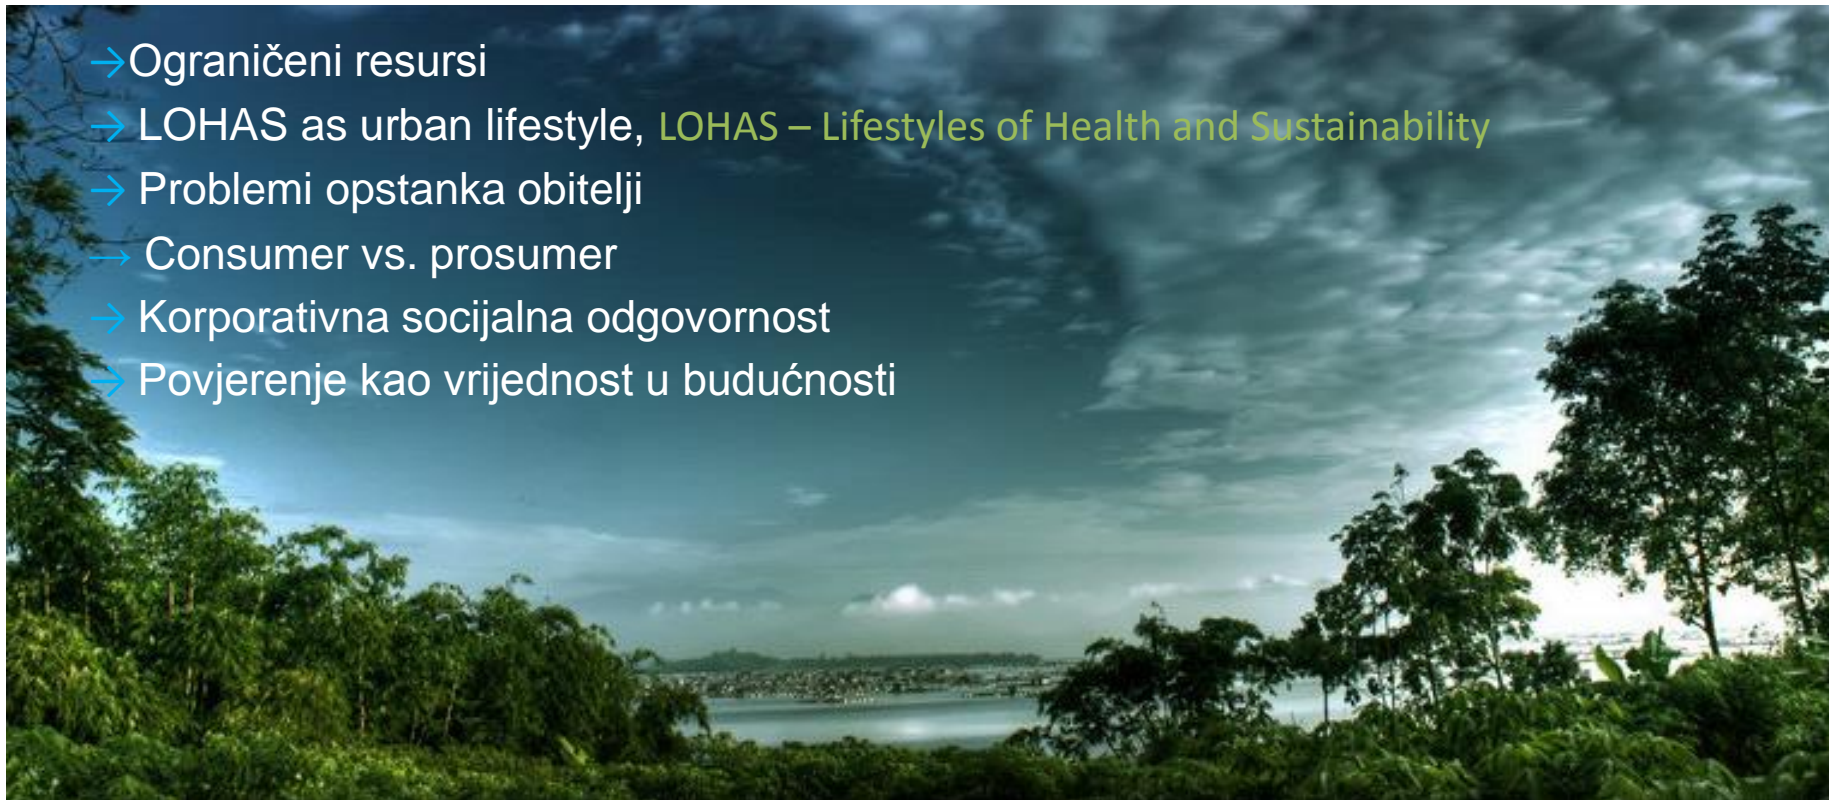 →Ograničeni resursi
→ LOHAS as urban lifestyle, LOHAS – Lifestyles of Health and Sustainability
→ Problemi opstanka obitelji
→ Consumer vs. prosumer
→ Korporativna socijalna odgovornost
→ Povjerenje kao vrijednost u budućnosti